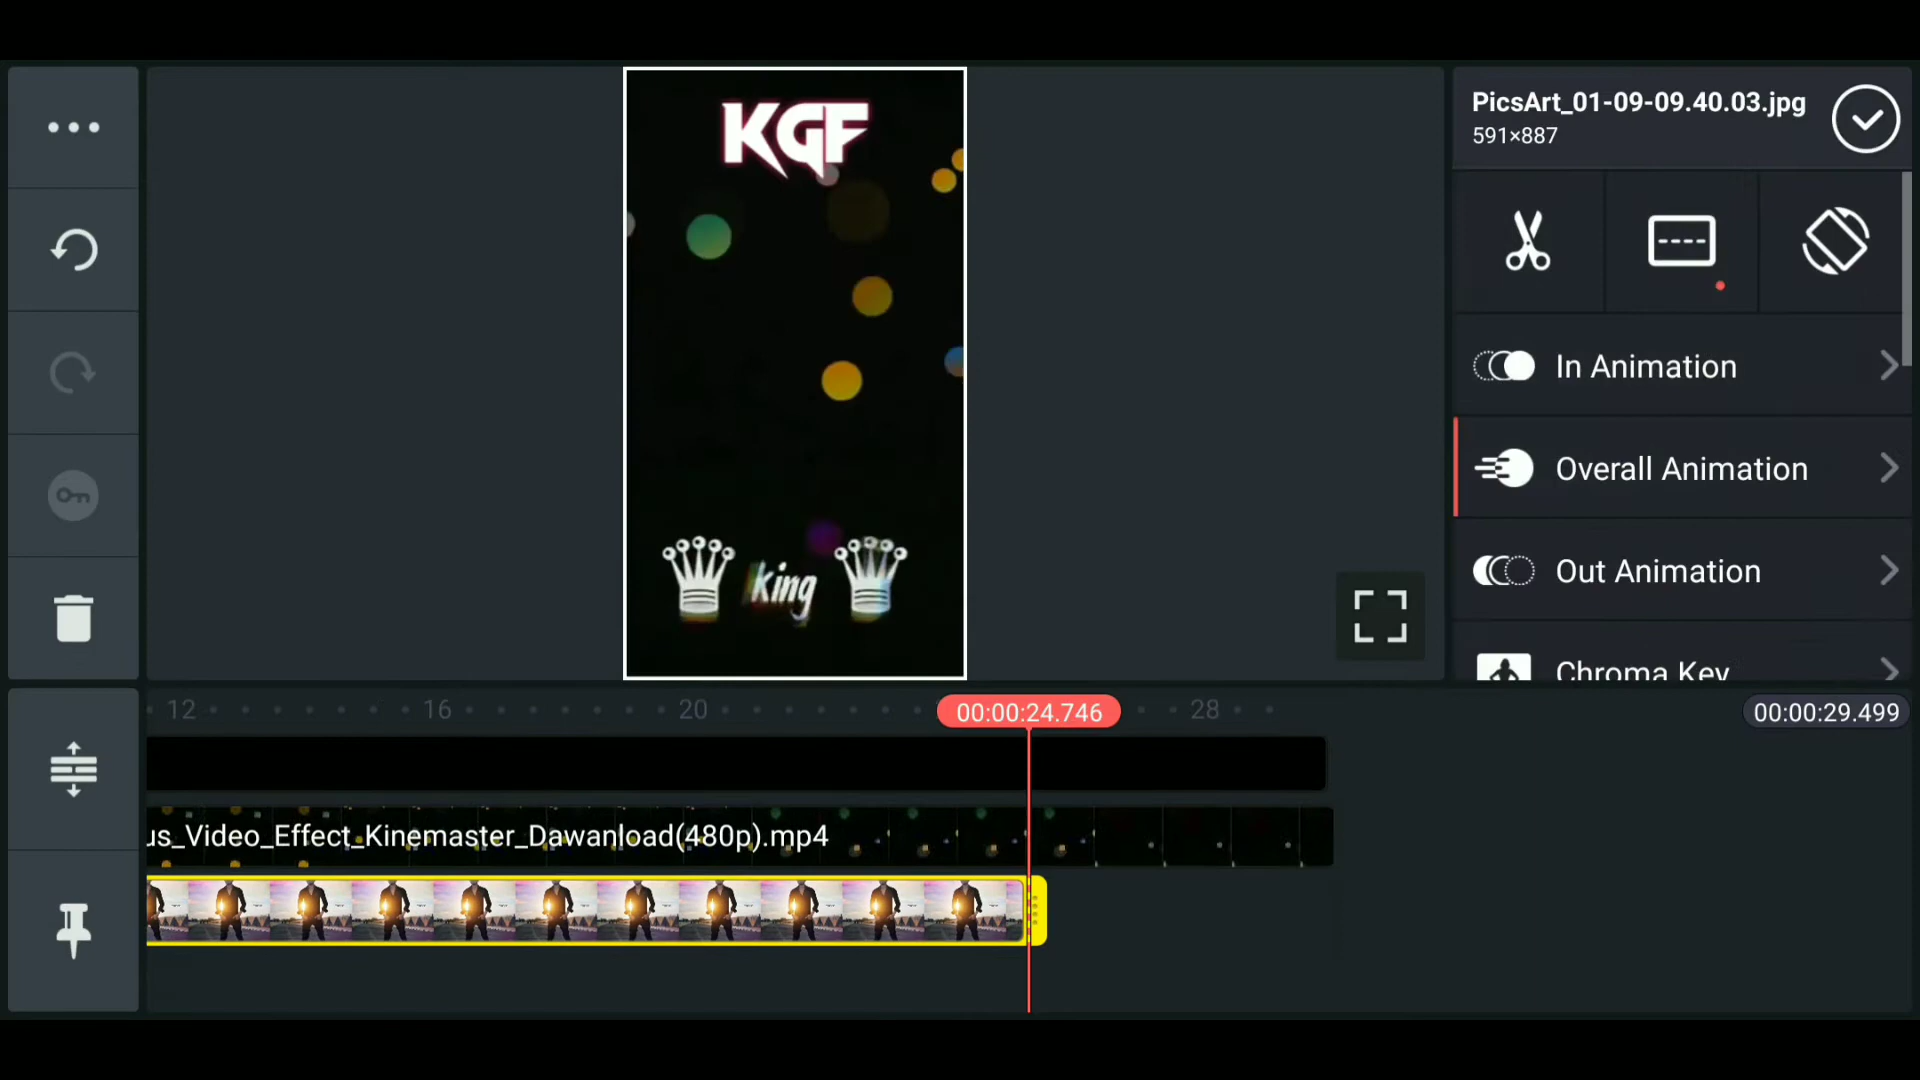 KGF
King
PicsArt_01-09-09.40.03.jpg
591×887
In Animation
Overall Animation
Out Animation
Chroma Key
12
16
20
00:00:24.746
28
00:00:29.499
us_Video_Effect_Kinemaster_Dawanload(480p).mp4